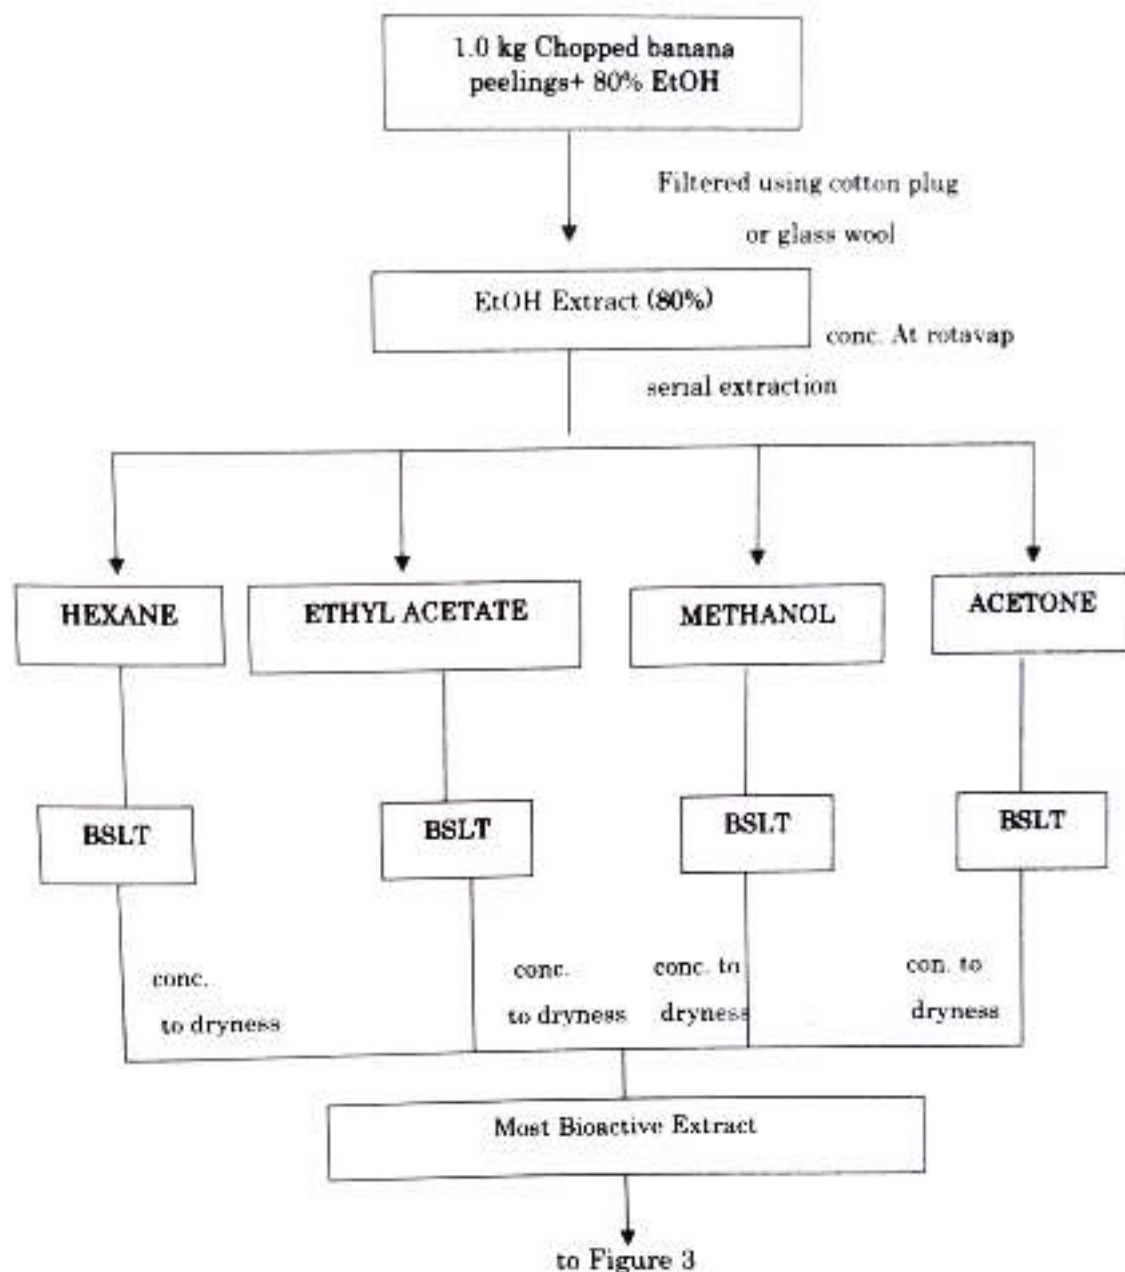 1.0 kg Chopped banana
peelings+ 80% EtOH
Filtered using cotton plug
or glass wool
EtOH Extract (80%)
conc. At rotavap
serial extraction
HEXANE
ETHYL ACETATE
METHANOL
ACETONE
BSLT
BSLT
BSLT
BSLT
conc.
to dryness
conc.
to dryness
conc. to
dryness
con. to
dryness
Most Bioactive Extract
to Figure 3